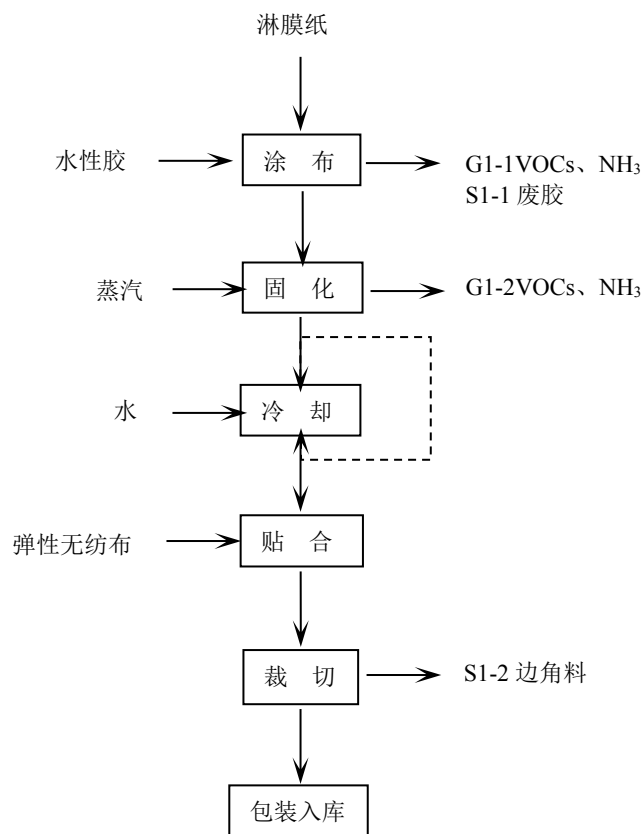 淋膜纸
水性胶
涂 布
G1-1VOCs、NH₃
S1-1 废胶
蒸汽
固 化
G1-2VOCs、NH₃
水
冷 却
弹性无纺布
贴 合
裁 切
S1-2 边角料
包装入库